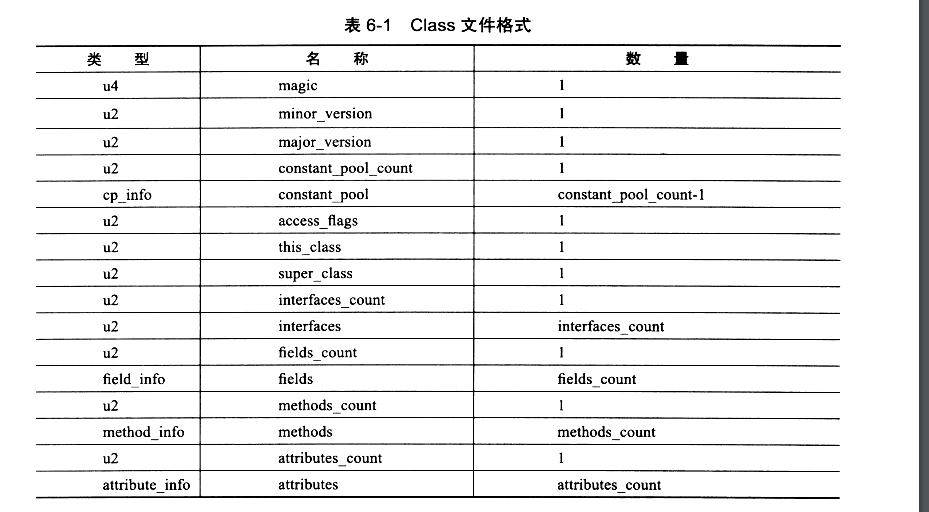 表 6-1 Class 文件格式
类 型 名 称 数 量
u4 magic 1
u2 minor_version 1
u2 major_version 1
u2 constant_pool_count 1
cp_info constant_pool constant_pool_count-1
u2 access_flags 1
u2 this_class 1
u2 super_class 1
u2 interfaces_count 1
u2 interfaces interfaces_count
u2 fields_count 1
field_info fields fields_count
u2 methods_count 1
method_info methods methods_count
u2 attributes_count 1
attribute_info attributes attributes_count